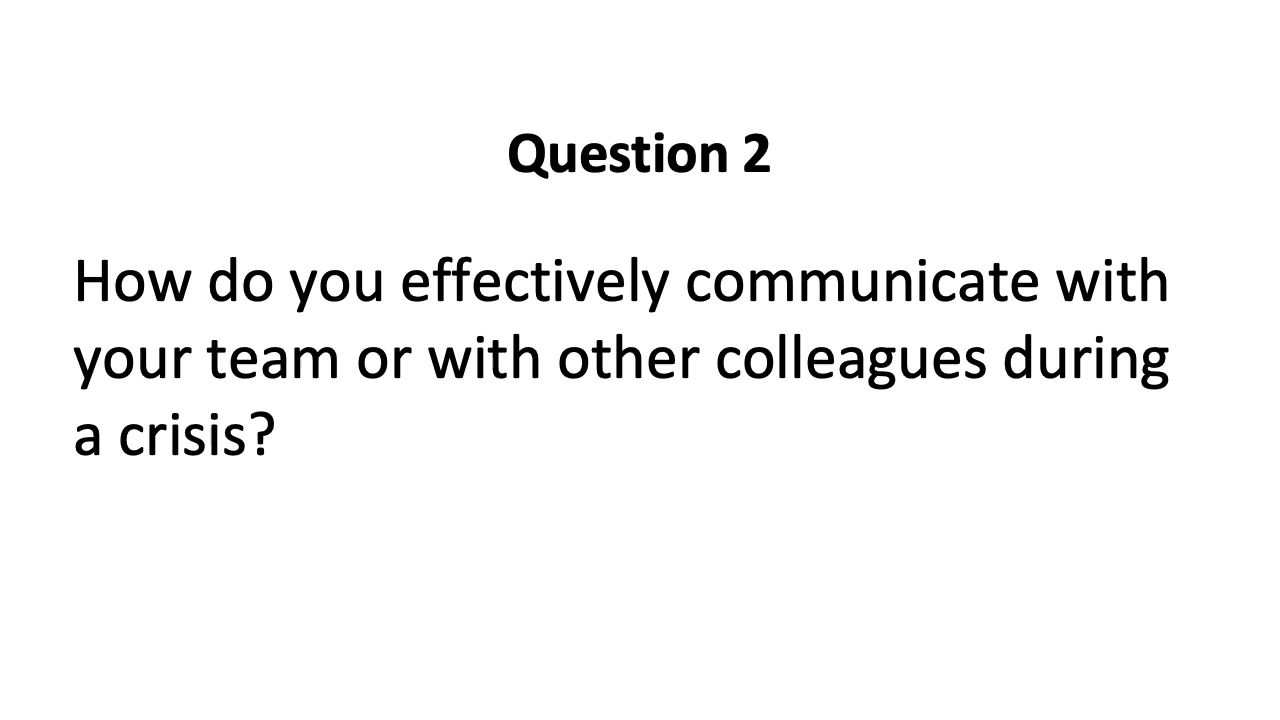 Question 2
How do you effectively communicate with
your team or with other colleagues during
a crisis?